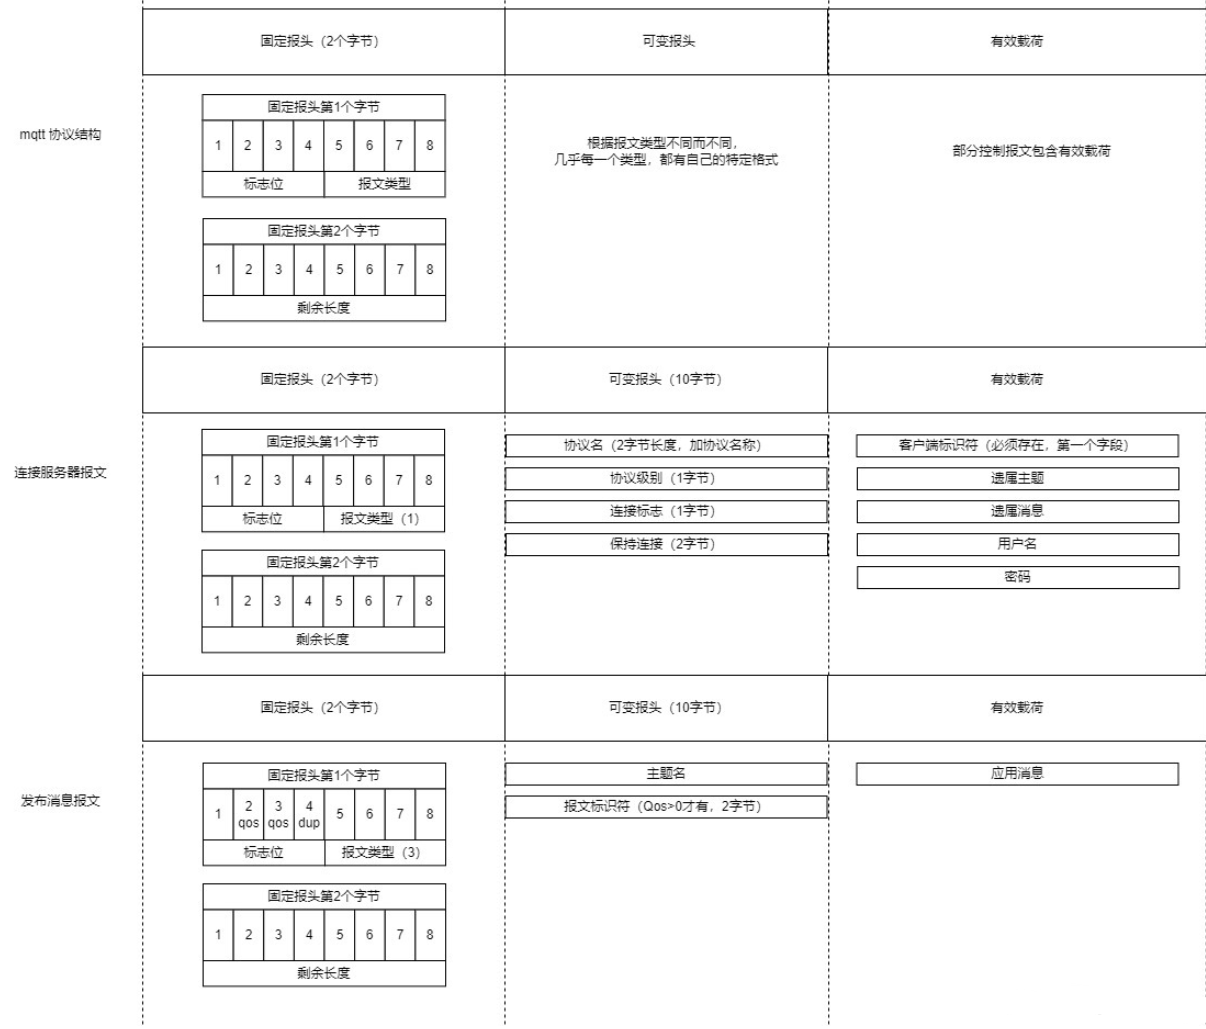 固定报头（2个字节）
可变报头
有效载荷
mqtt 协议结构
固定报头第1个字节
1 2 3 4 5 6 7 8
标志位 报文类型
固定报头第2个字节
1 2 3 4 5 6 7 8
剩余长度
根据报文类型不同而不同，
几乎每一个类型，都有自己的特定格式
部分控制报文包含有效载荷
固定报头（2个字节）
可变报头（10字节）
有效载荷
连接服务器报文
固定报头第1个字节
1 2 3 4 5 6 7 8
标志位 报文类型（1）
固定报头第2个字节
1 2 3 4 5 6 7 8
剩余长度
协议名（2字节长度，加协议名称）
协议级别（1字节）
连接标志（1字节）
保持连接（2字节）
客户端标识符（必须存在，第一个字段）
遗属主题
遗属消息
用户名
密码
固定报头（2个字节）
可变报头（10字节）
有效载荷
发布消息报文
固定报头第1个字节
1 2 3 4 5 6 7 8
qos qos dup
标志位 报文类型（3）
固定报头第2个字节
1 2 3 4 5 6 7 8
剩余长度
主题名
报文标识符（Qos>0才有，2字节）
应用消息